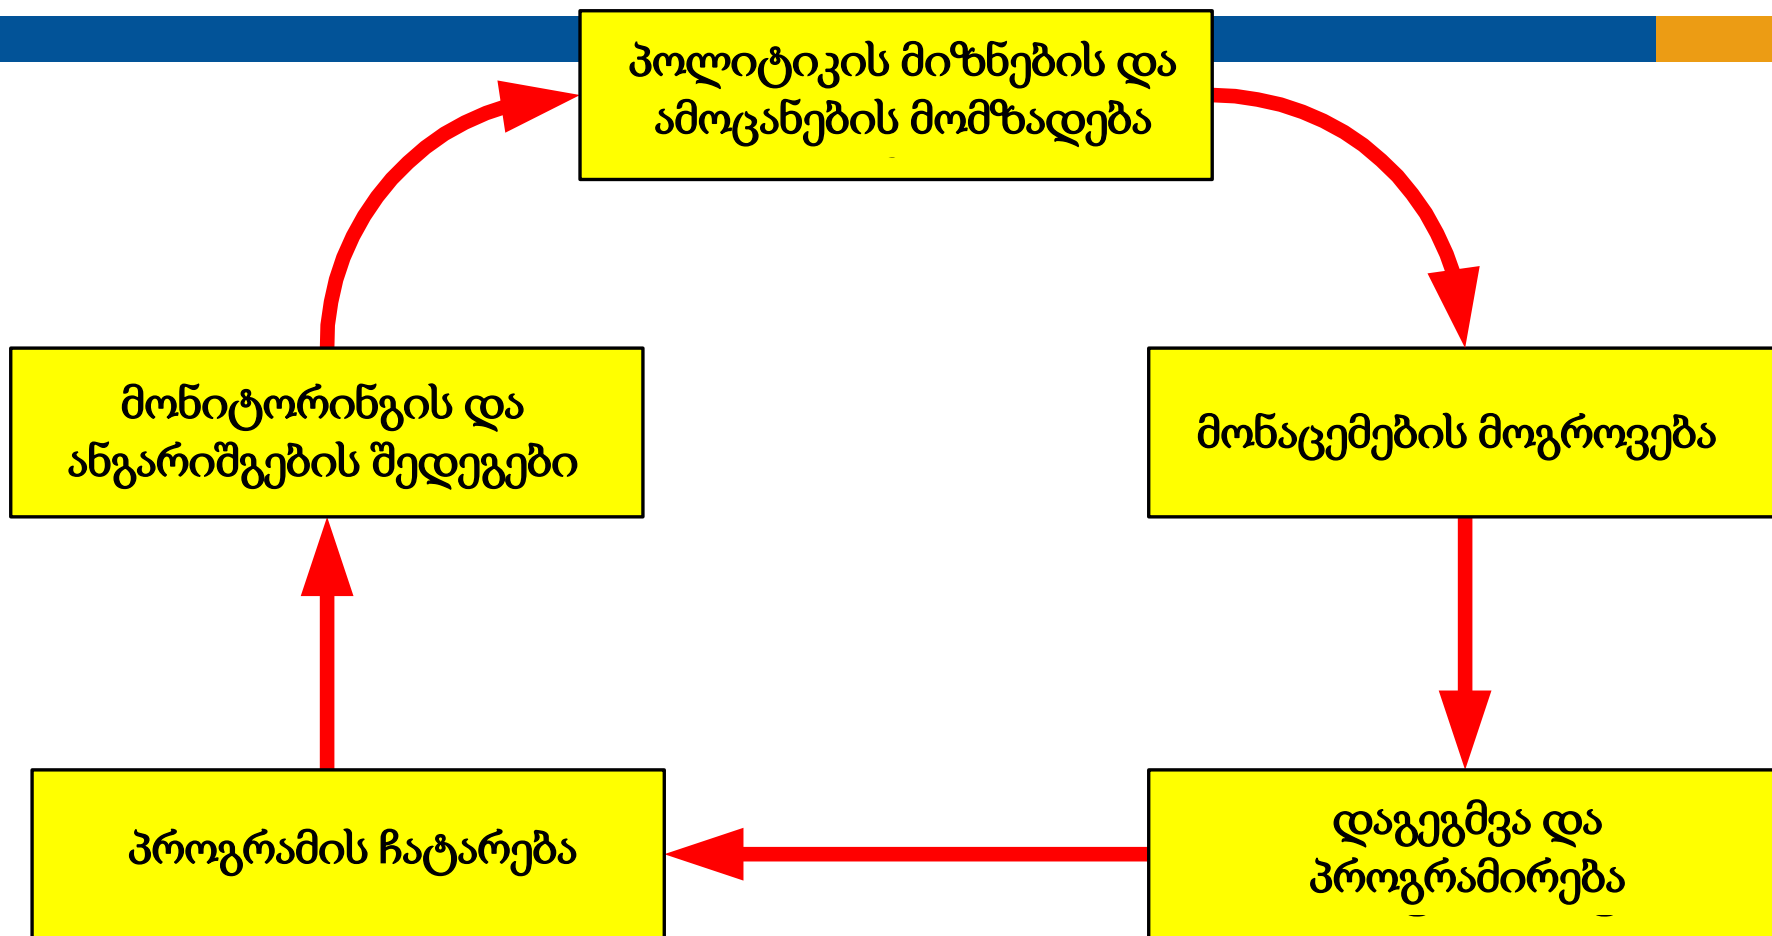 პოლიტიკის მიზნების და
ამოცანების მომზადება
მონიტორინგის და
ანგარიშგების შედეგები
მონაცემების მოგროვება
პროგრამის ჩატარება
დაგეგმვა და
პროგრამირება